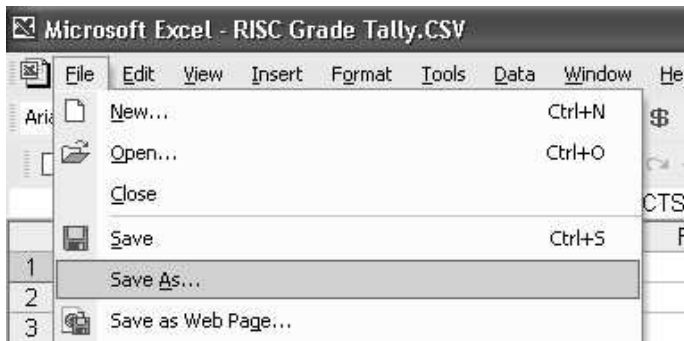 Microsoft Excel - RISC Grade Tally.CSV
File Edit View Insert Format Tools Data Window
New... Ctrl+N
$
Open... Ctrl+O
Close
CTS
Save Ctrl+S
1
Save As...
2
3 Save as Web Page...